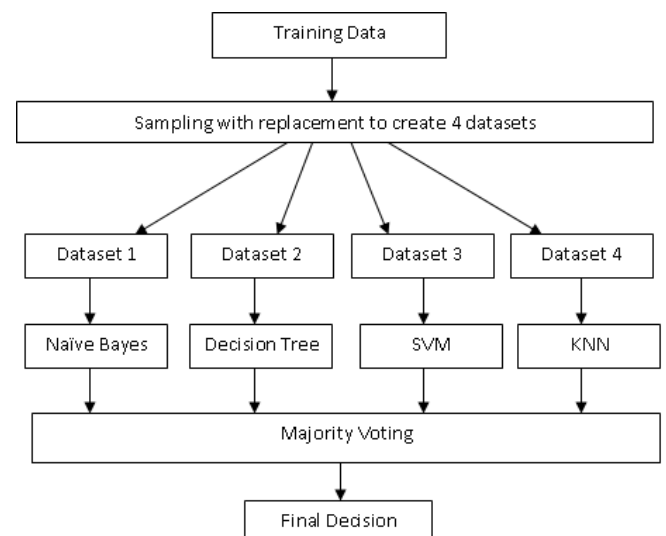 Training Data
Sampling with replacement to create 4 datasets
Dataset 1
Dataset 2
Dataset 3
Dataset 4
Naïve Bayes
Decision Tree
SVM
KNN
Majority Voting
Final Decision